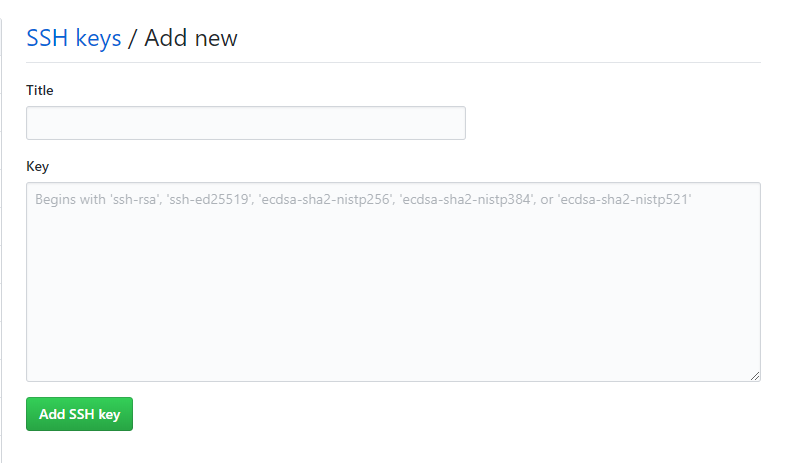 SSH keys / Add new
Title
Key
Begins with 'ssh-rsa', 'ssh-ed25519', 'ecdsa-sha2-nistp256', 'ecdsa-sha2-nistp384', or 'ecdsa-sha2-nistp521'
Add SSH key